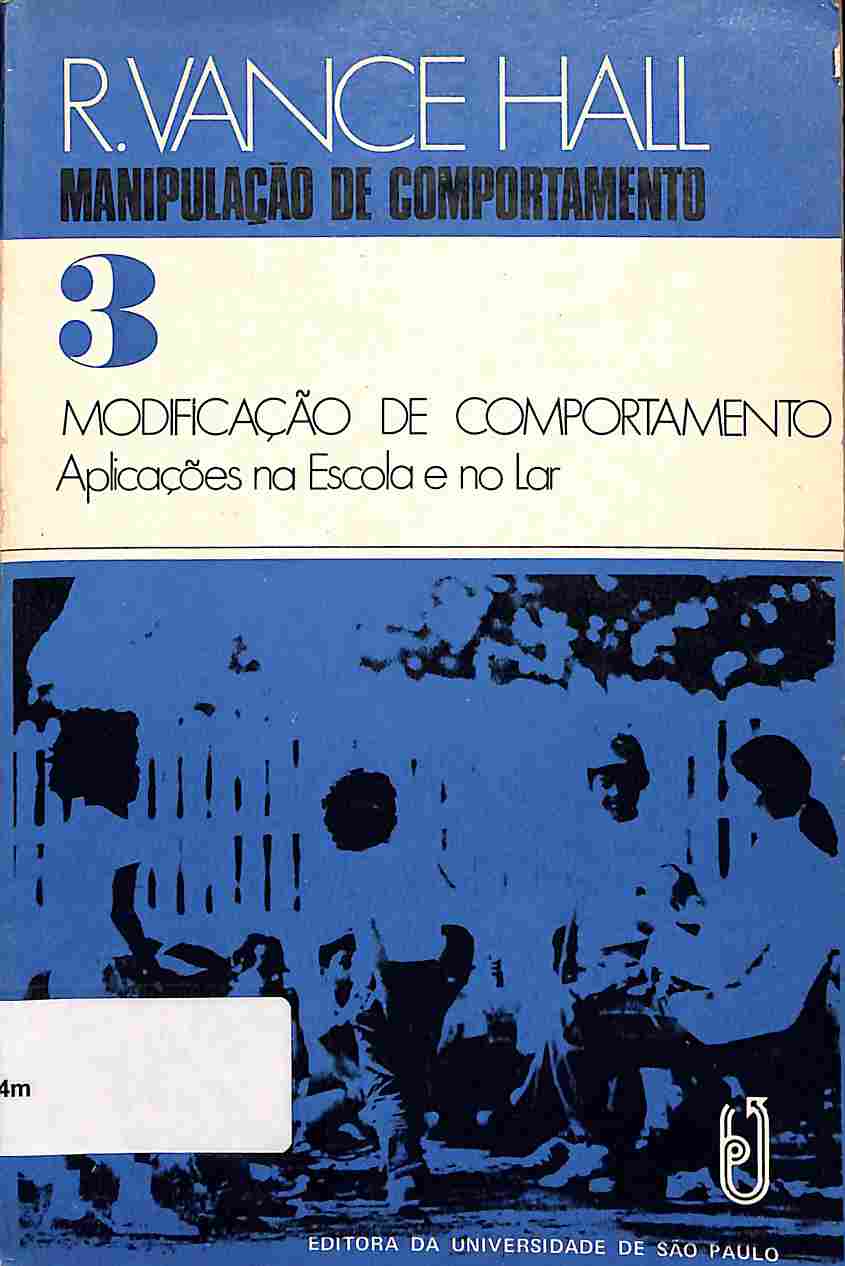 R. VANCE HALL
MANIPULAÇÃO DE COMPORTAMENTO
3
MODIFICAÇÃO DE COMPORTAMENTO
Aplicações na Escola e no Lar
4m
EDITORA DA UNIVERSIDADE DE SÃO PAULO